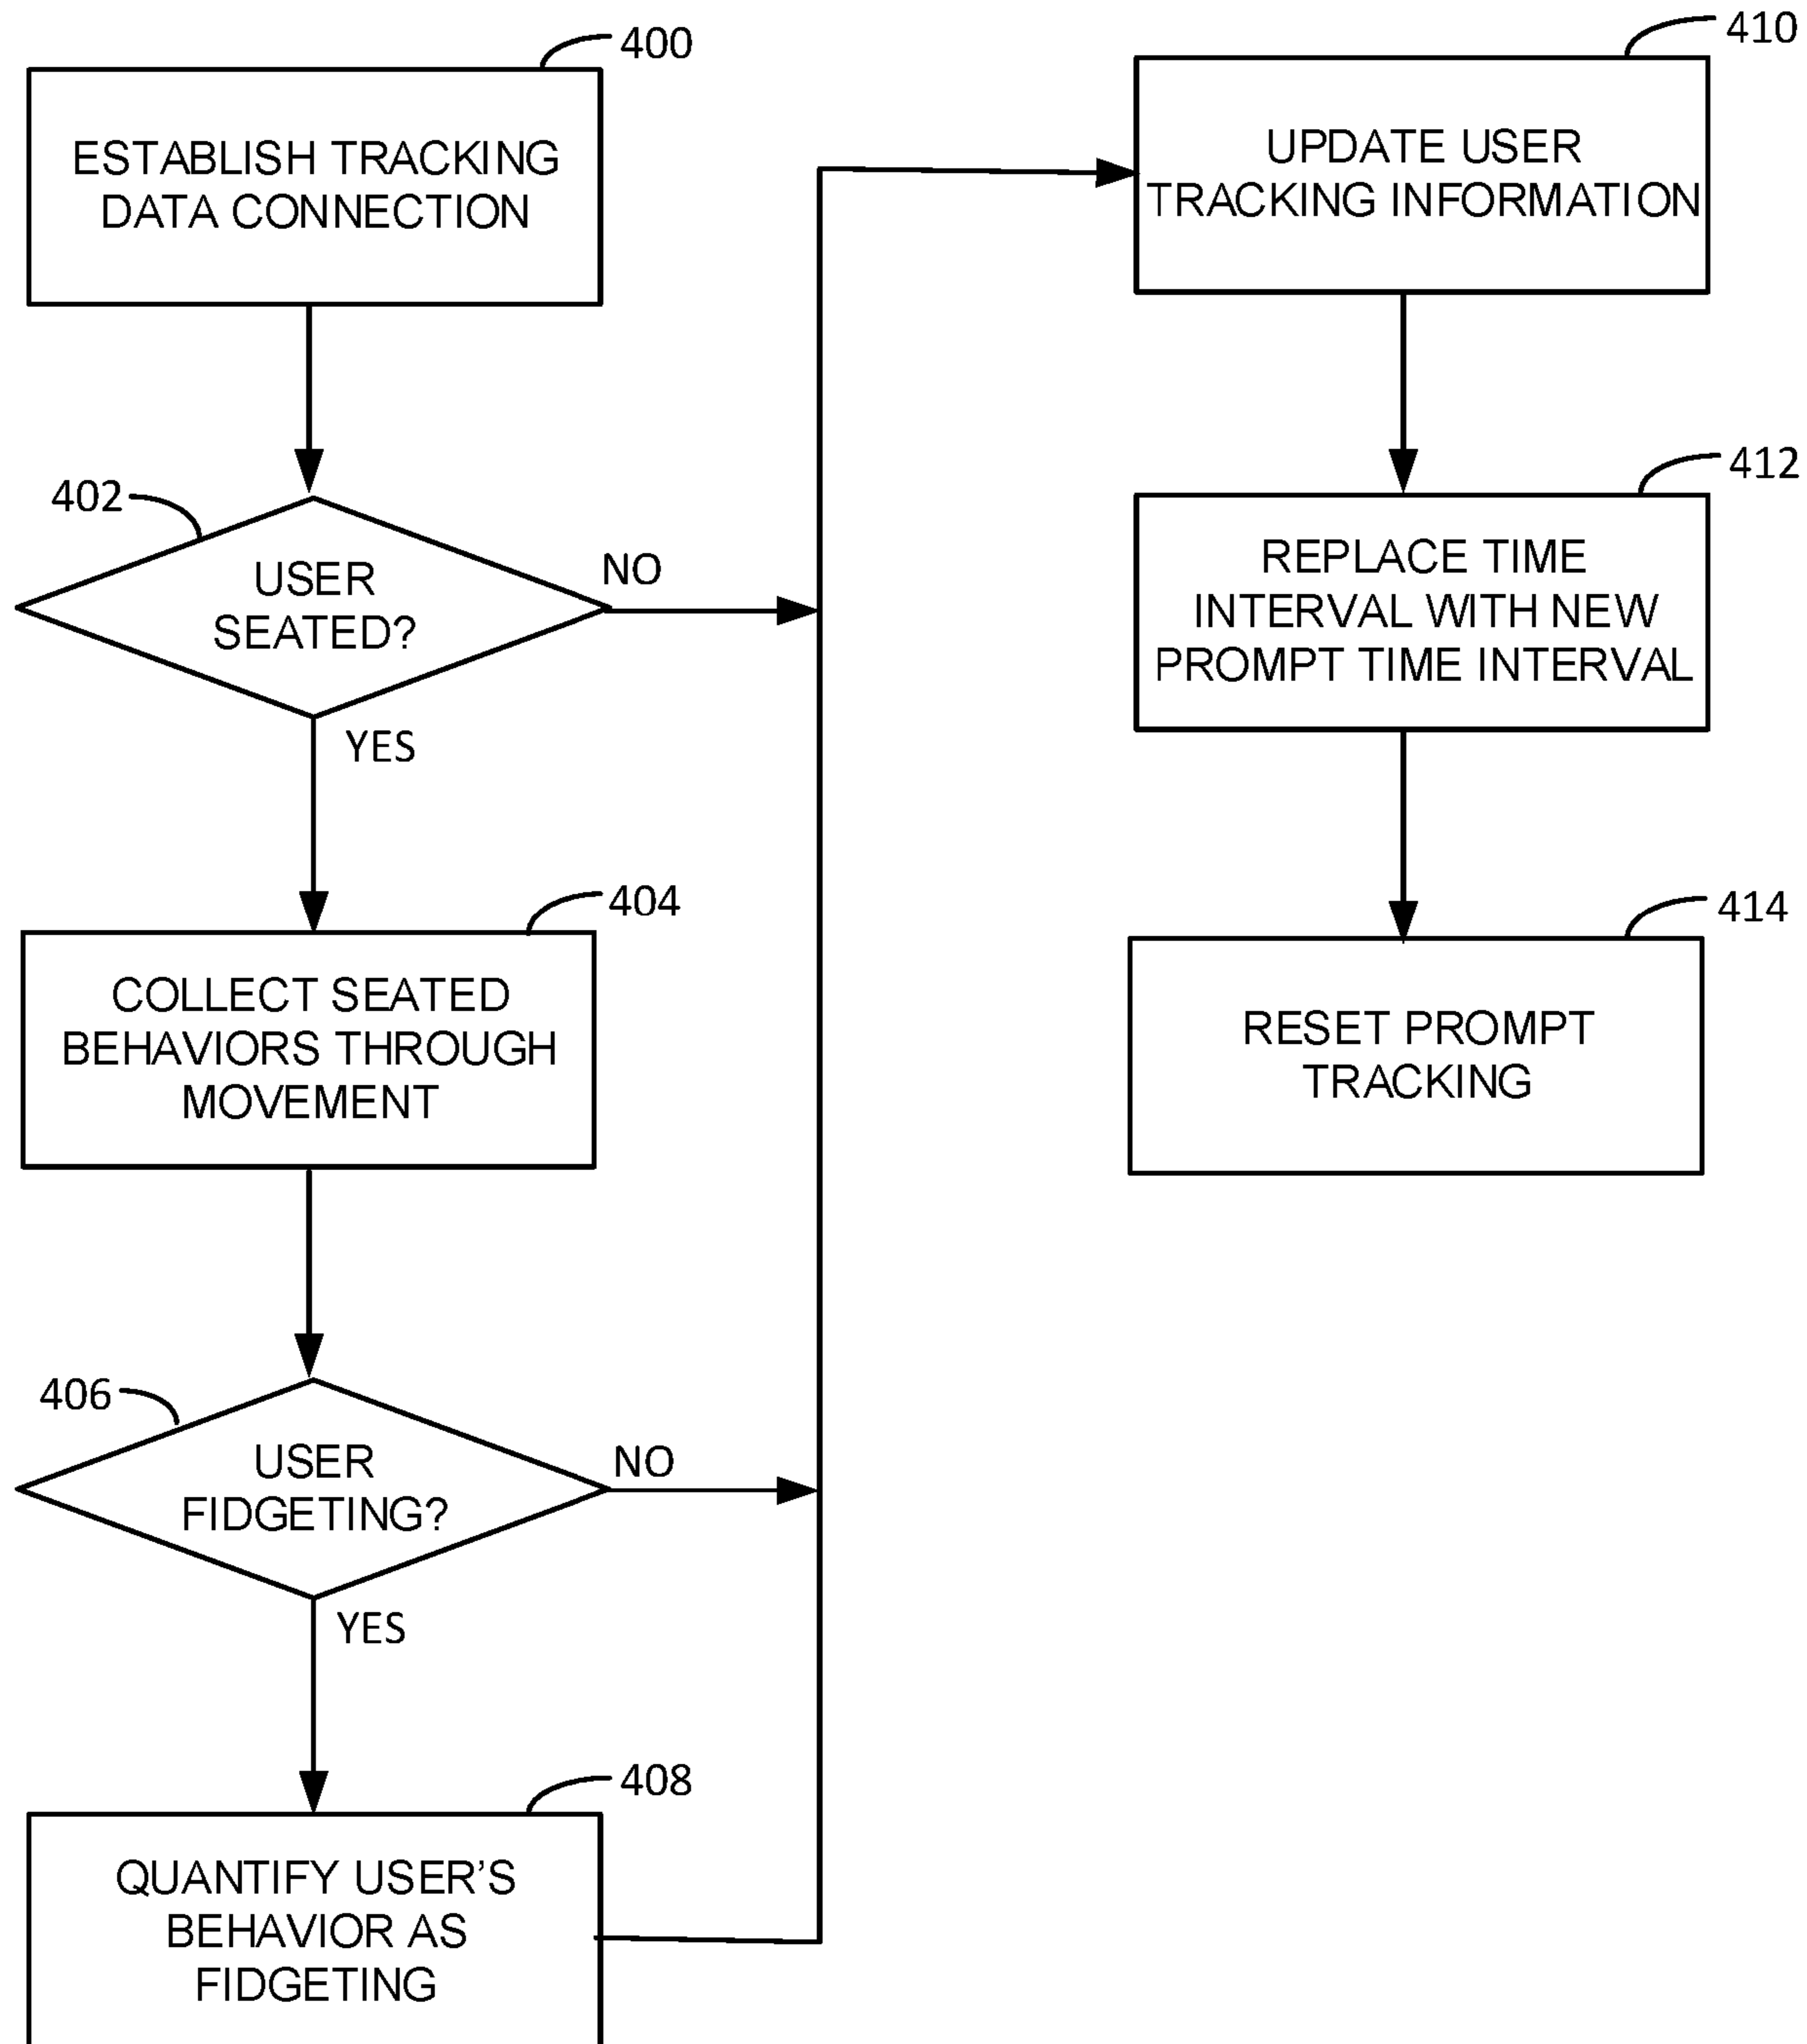 400
ESTABLISH TRACKING
DATA CONNECTION
402
USER
SEATED?
NO
YES
404
COLLECT SEATED
BEHAVIORS THROUGH
MOVEMENT
406
USER
FIDGETING?
NO
YES
408
QUANTIFY USER’S
BEHAVIOR AS
FIDGETING
410
UPDATE USER
TRACKING INFORMATION
412
REPLACE TIME
INTERVAL WITH NEW
PROMPT TIME INTERVAL
414
RESET PROMPT
TRACKING